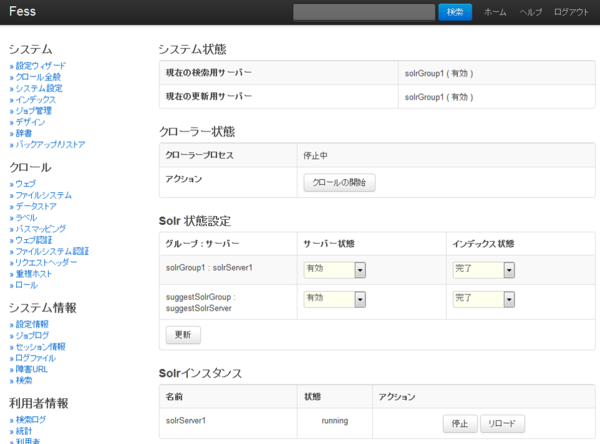 Fess 検索 ホーム ヘルプ ログアウト
システム
» 設定ウィザード
» クロール全般
» システム設定
» インデックス
» ジョブ管理
» デザイン
» 辞書
» バックアップ/リストア
クロール
» ウェブ
» ファイルシステム
» データストア
» ラベル
» パスマッピング
» ウェブ認証
» ファイルシステム認証
» リクエストヘッダー
» 重複ホスト
» ロール
システム情報
» 設定情報
» ジョブログ
» セッション情報
» ログファイル
» 障害URL
» 検索
利用者情報
» 検索ログ
» 統計
» 利用者
システム状態
現在の検索用サーバー solrGroup1 ( 有効 )
現在の更新用サーバー solrGroup1 ( 有効 )
クローラー状態
クローラープロセス 停止中
アクション クロールの開始
Solr 状態設定
グループ : サーバー サーバー状態 インデックス状態
solrGroup1 : solrServer1 有効 完了
suggestSolrGroup : 有効 完了
suggestSolrServer
更新
Solrインスタンス
名前 状態 アクション
solrServer1 running 停止 リロード